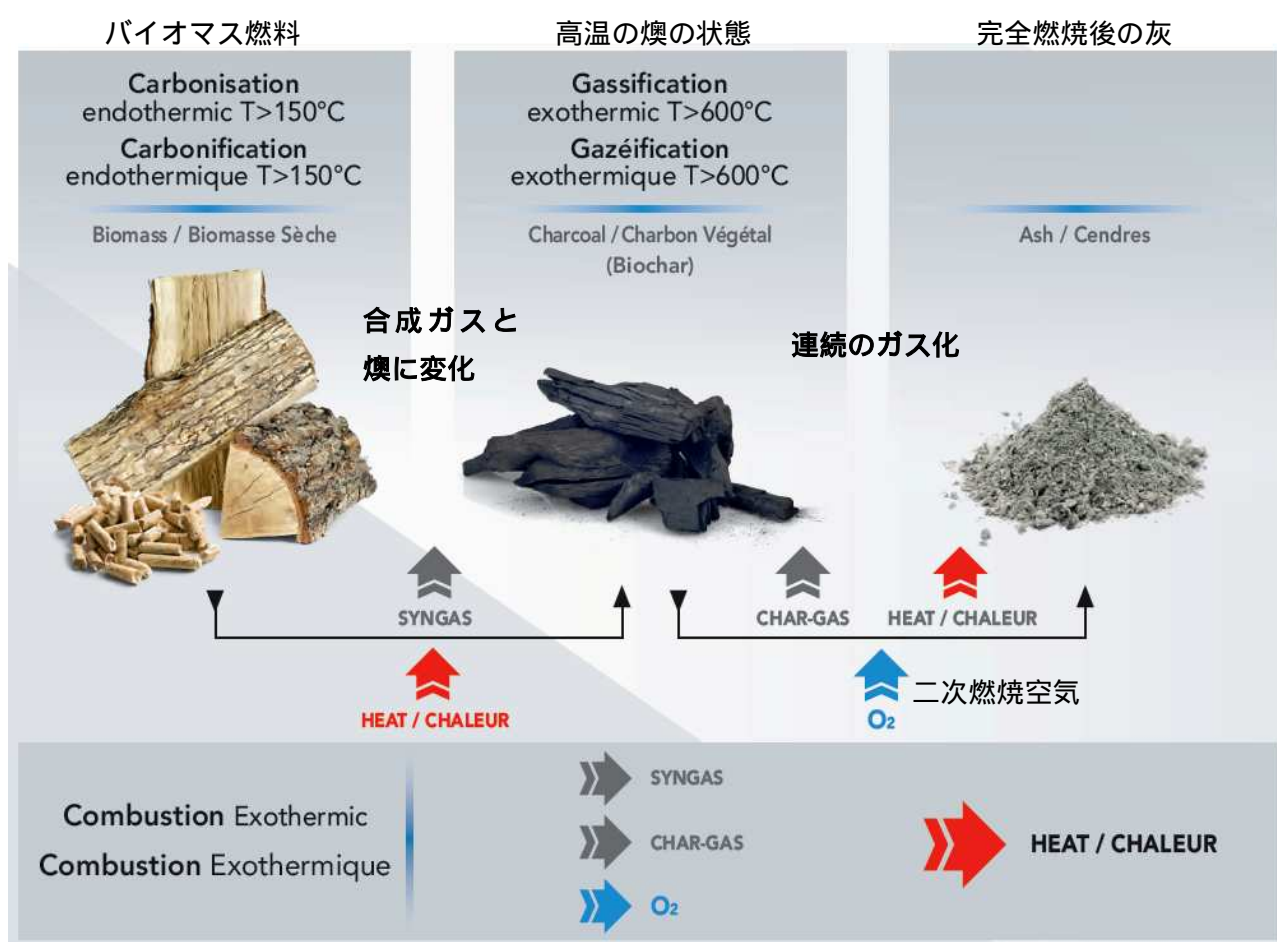 バイオマス燃料
高温の燠の状態
完全燃焼後の灰
Carbonisation
endothermic T>150°C
Carbonification
endothermique T>150°C
Biomass / Biomasse Sèche
Gassification
exothermic T>600°C
Gazéification
exothermique T>600°C
Charcoal / Charbon Végétal
(Biochar)
Ash / Cendres
合成ガスと
燠に変化
連続のガス化
SYNGAS
HEAT / CHALEUR
CHAR-GAS
HEAT / CHALEUR
O₂
二次燃焼空気
Combustion Exothermic
Combustion Exothermique
SYNGAS
CHAR-GAS
O₂
HEAT / CHALEUR